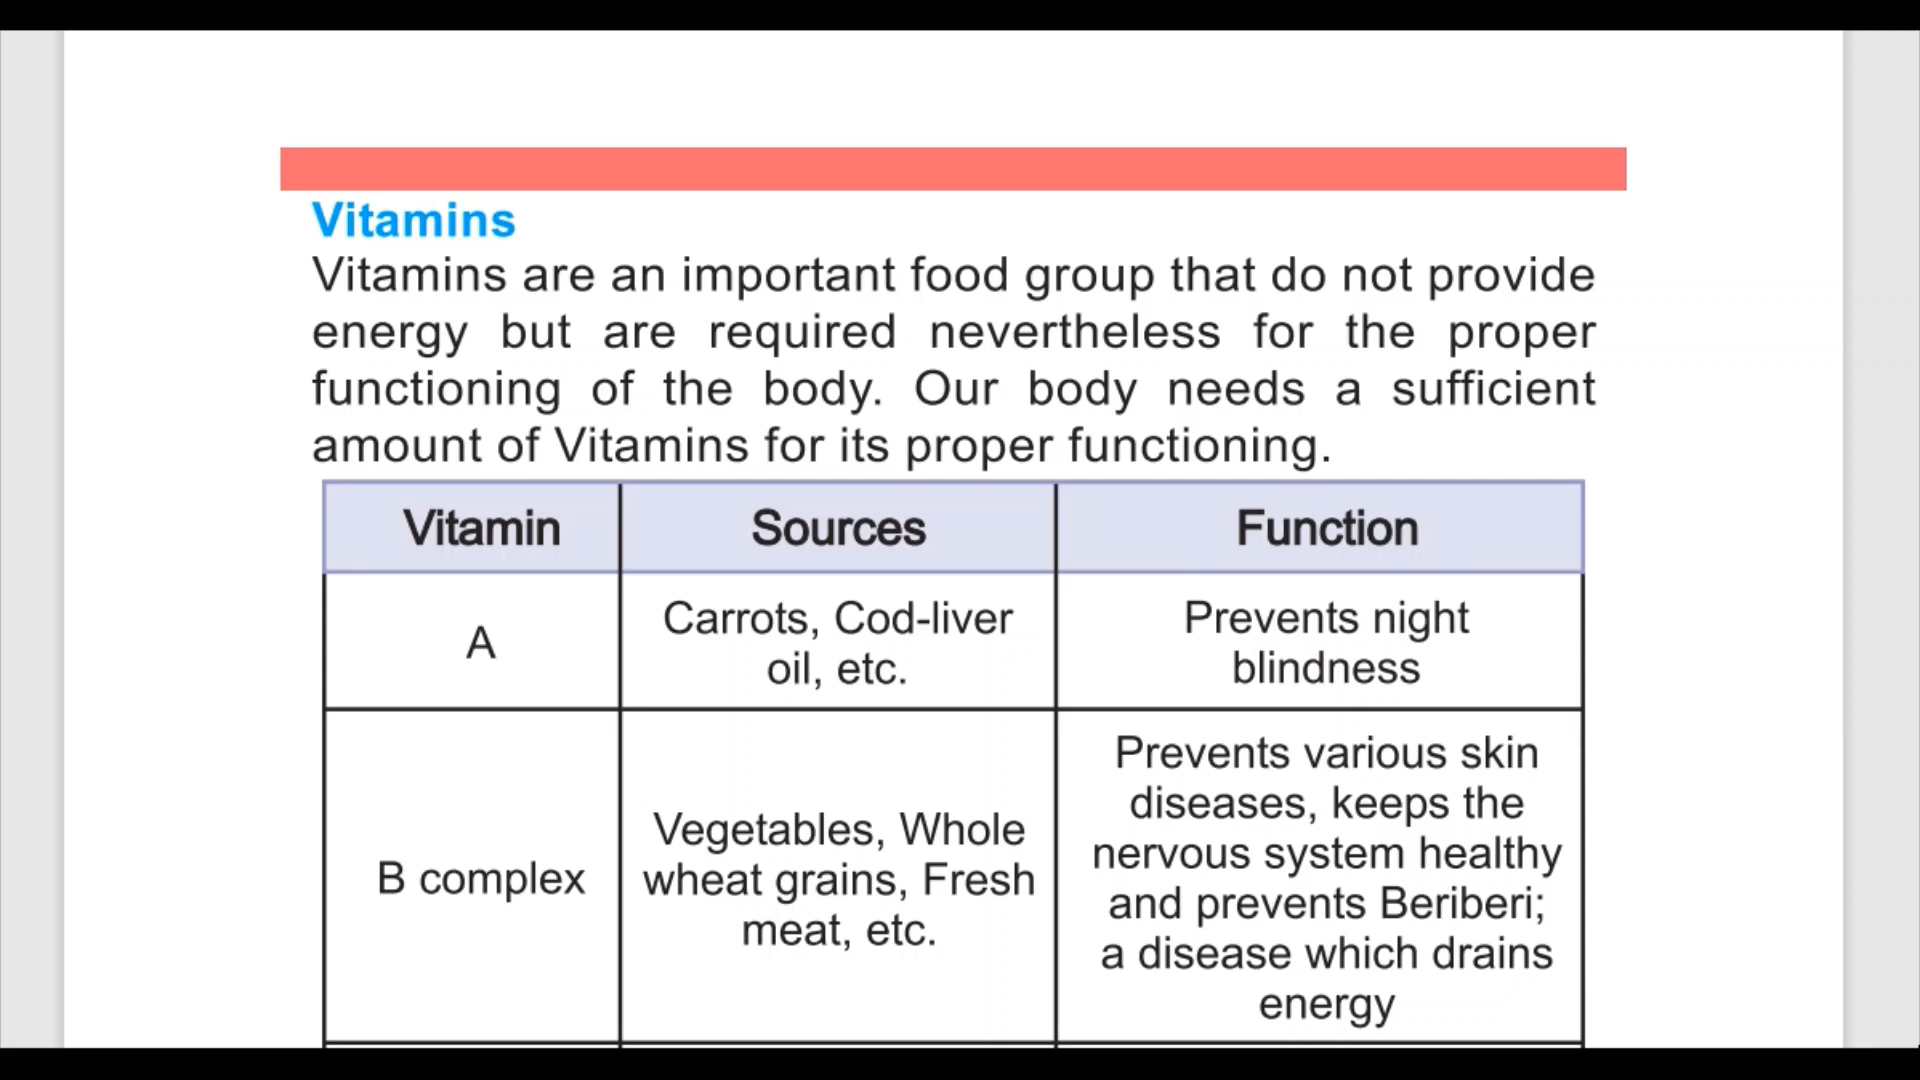 Vitamins
Vitamins are an important food group that do not provide
energy but are required nevertheless for the proper
functioning of the body. Our body needs a sufficient
amount of Vitamins for its proper functioning.
Vitamin
Sources
Function
A
Carrots, Cod-liver
oil, etc.
Prevents night
blindness
B complex
Vegetables, Whole
wheat grains, Fresh
meat, etc.
Prevents various skin
diseases, keeps the
nervous system healthy
and prevents Beriberi;
a disease which drains
energy